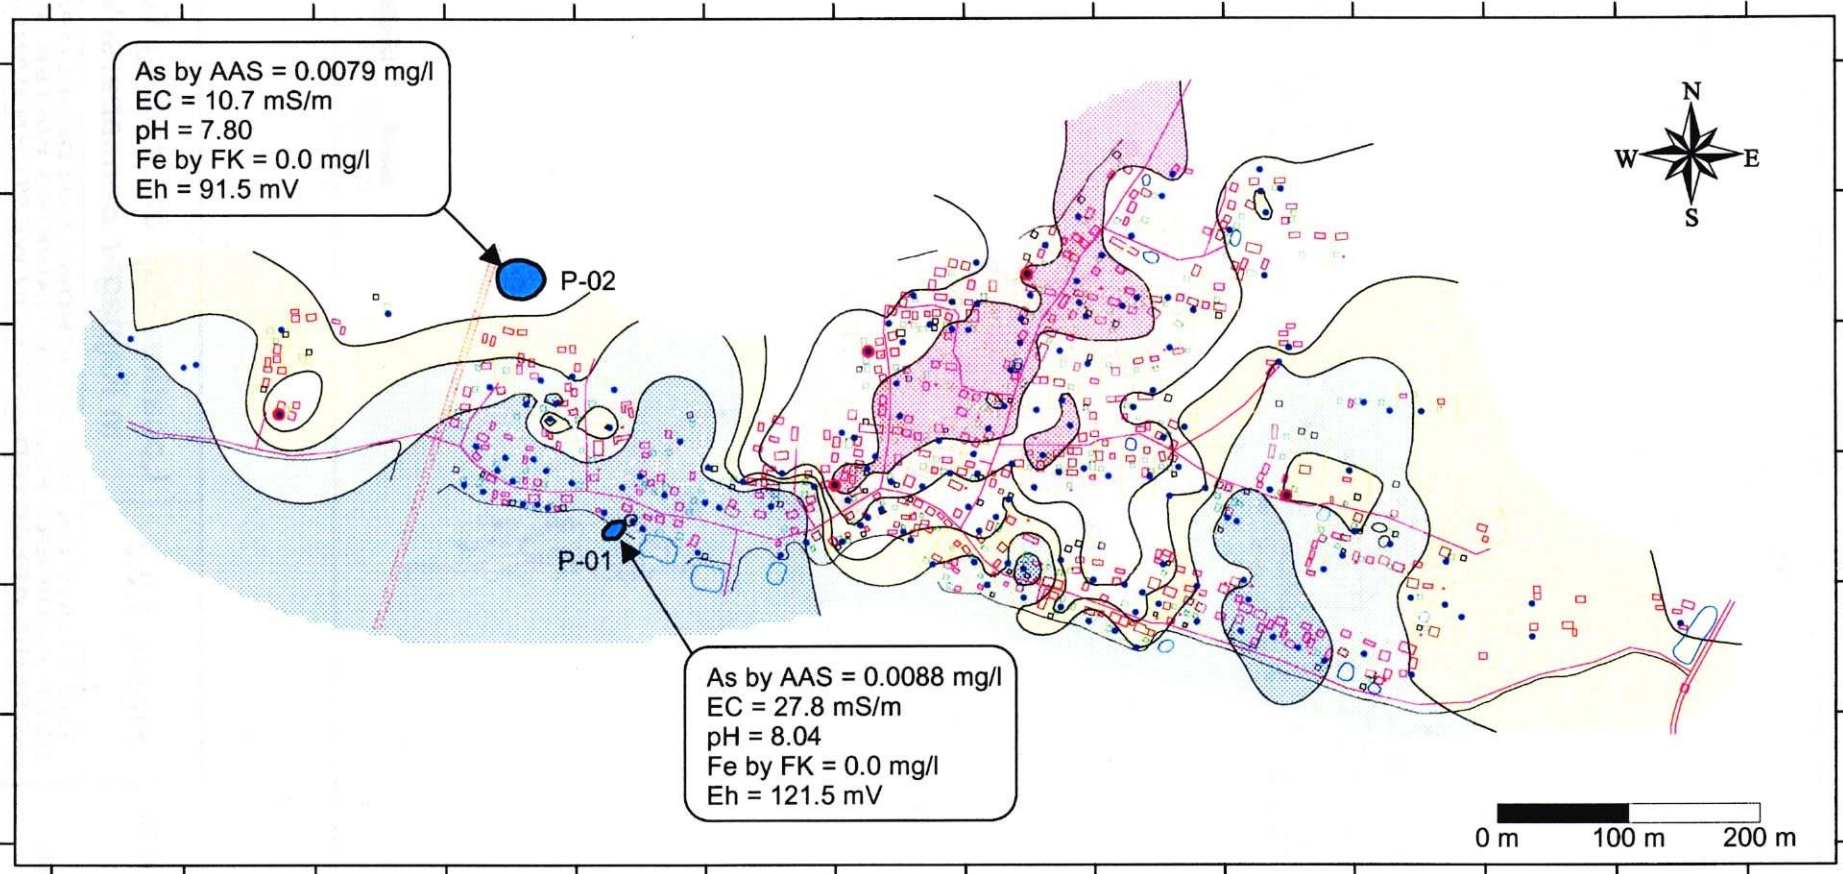 As by AAS = 0.0079 mg/l
EC = 10.7 mS/m
pH = 7.80
Fe by FK = 0.0 mg/l
Eh = 91.5 mV
N
W
E
S
P-02
P-01
As by AAS = 0.0088 mg/l
EC = 27.8 mS/m
pH = 8.04
Fe by FK = 0.0 mg/l
Eh = 121.5 mV
0 m
100 m
200 m